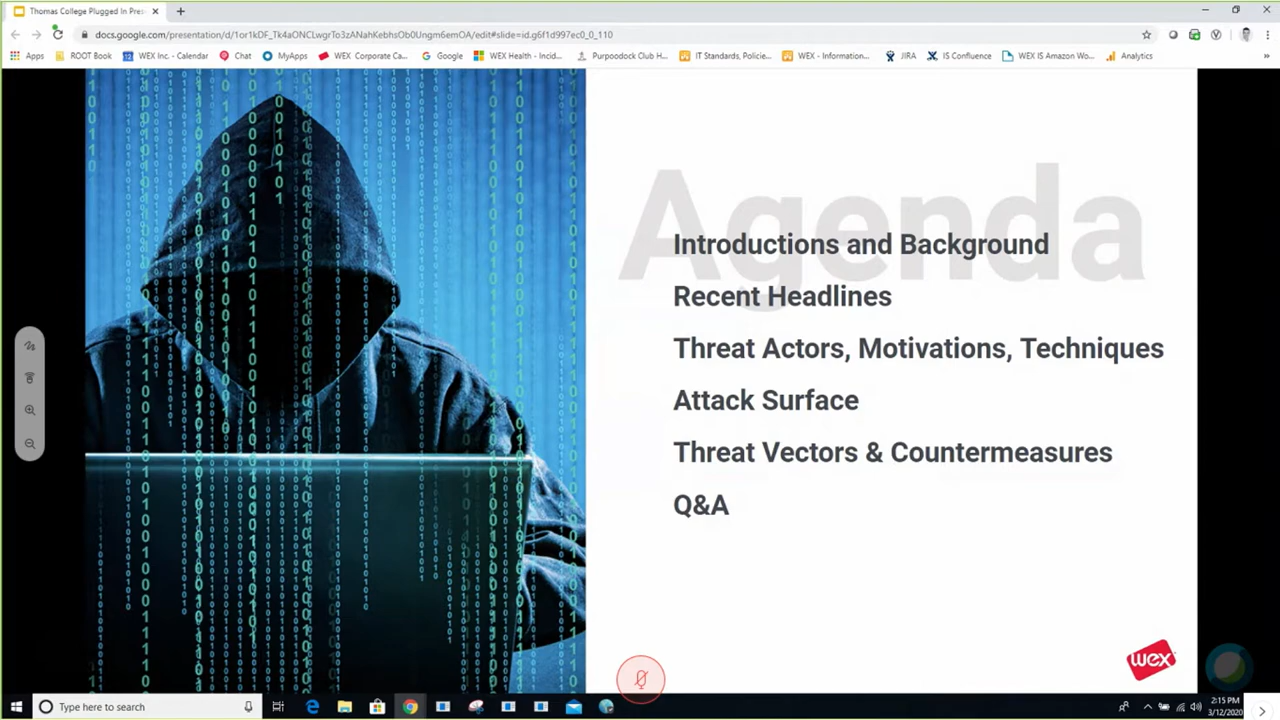 Thomas College Plugged In Pres
docs.google.com/presentation/d/1or1kDF_Tk4aONCLwgrTo3zANahKebhsOb0Ungm6emOA/edit#slide=id.g6f1d997ec0_0_110
Apps ROOT Book WEX Inc. - Calendar Chat MyApps WEX Corporate Ca... Google WEX Health - Incid... Purpoodock Club H... IT Standards, Policie... WEX - Information... JIRA IS Confluence WEX IS Amazon Wo... Analytics
Agenda
Introductions and Background
Recent Headlines
Threat Actors, Motivations, Techniques
Attack Surface
Threat Vectors & Countermeasures
Q&A
wex
Type here to search
2:15 PM
3/12/2020